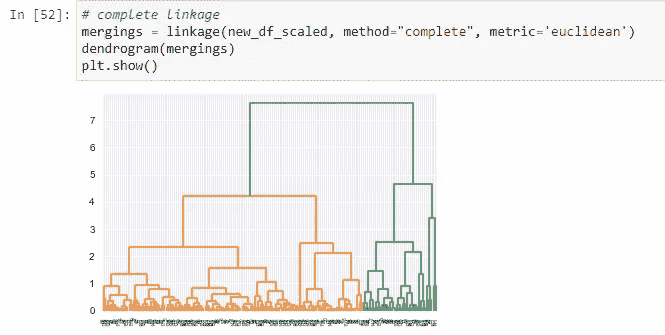 In [52]: # complete linkage
mergings = linkage(new_df_scaled, method="complete", metric='euclidean')
dendrogram(mergings)
plt.show()
7
6
5
4
3
2
1
0